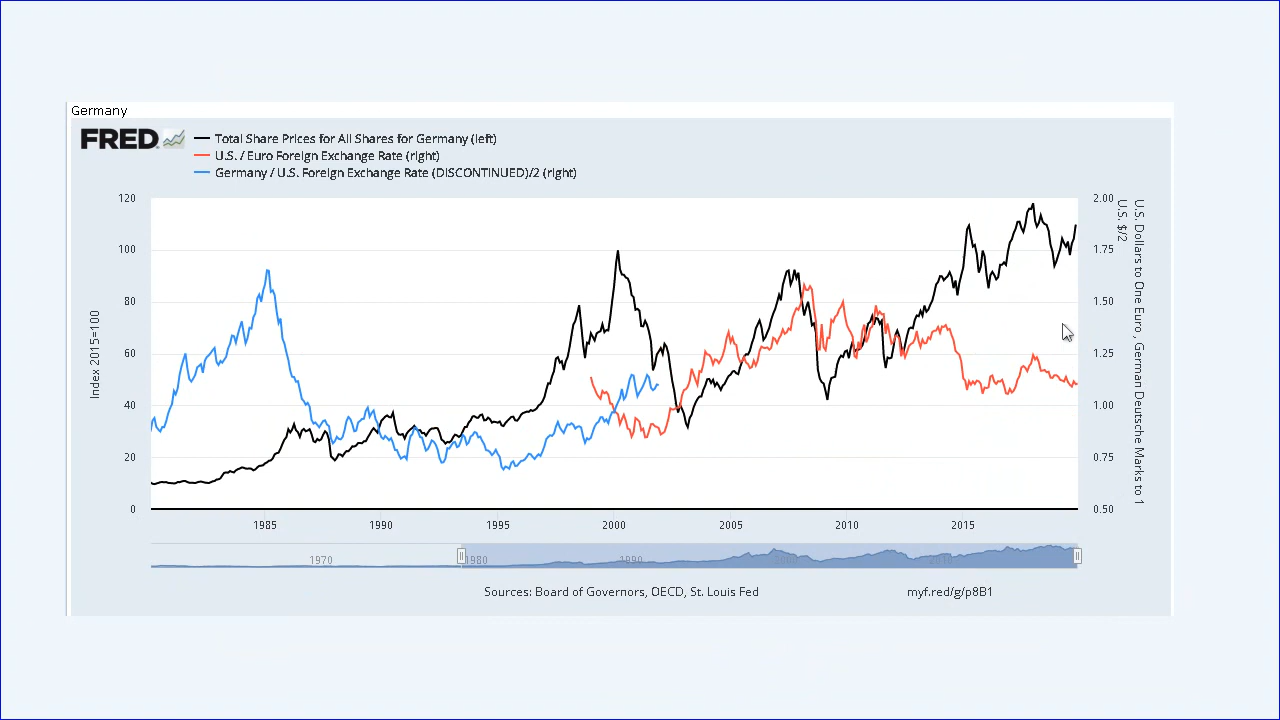 Germany
FRED
Total Share Prices for All Shares for Germany (left)
U.S. / Euro Foreign Exchange Rate (right)
Germany / U.S. Foreign Exchange Rate (DISCONTINUED)/2 (right)
120
100
80
60
40
20
0
Index 2015=100
2.00
1.75
1.50
1.25
1.00
0.75
0.50
U.S. Dollars to One Euro , German Deutsche Marks to 1
U.S. $/2
1985
1990
1995
2000
2005
2010
2015
1970
1980
1990
2000
2010
Sources: Board of Governors, OECD, St. Louis Fed
myf.red/g/p8B1